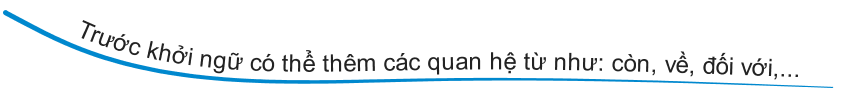 Trước khởi ngữ có thể thêm các quan hệ từ như: còn, về, đối với,...